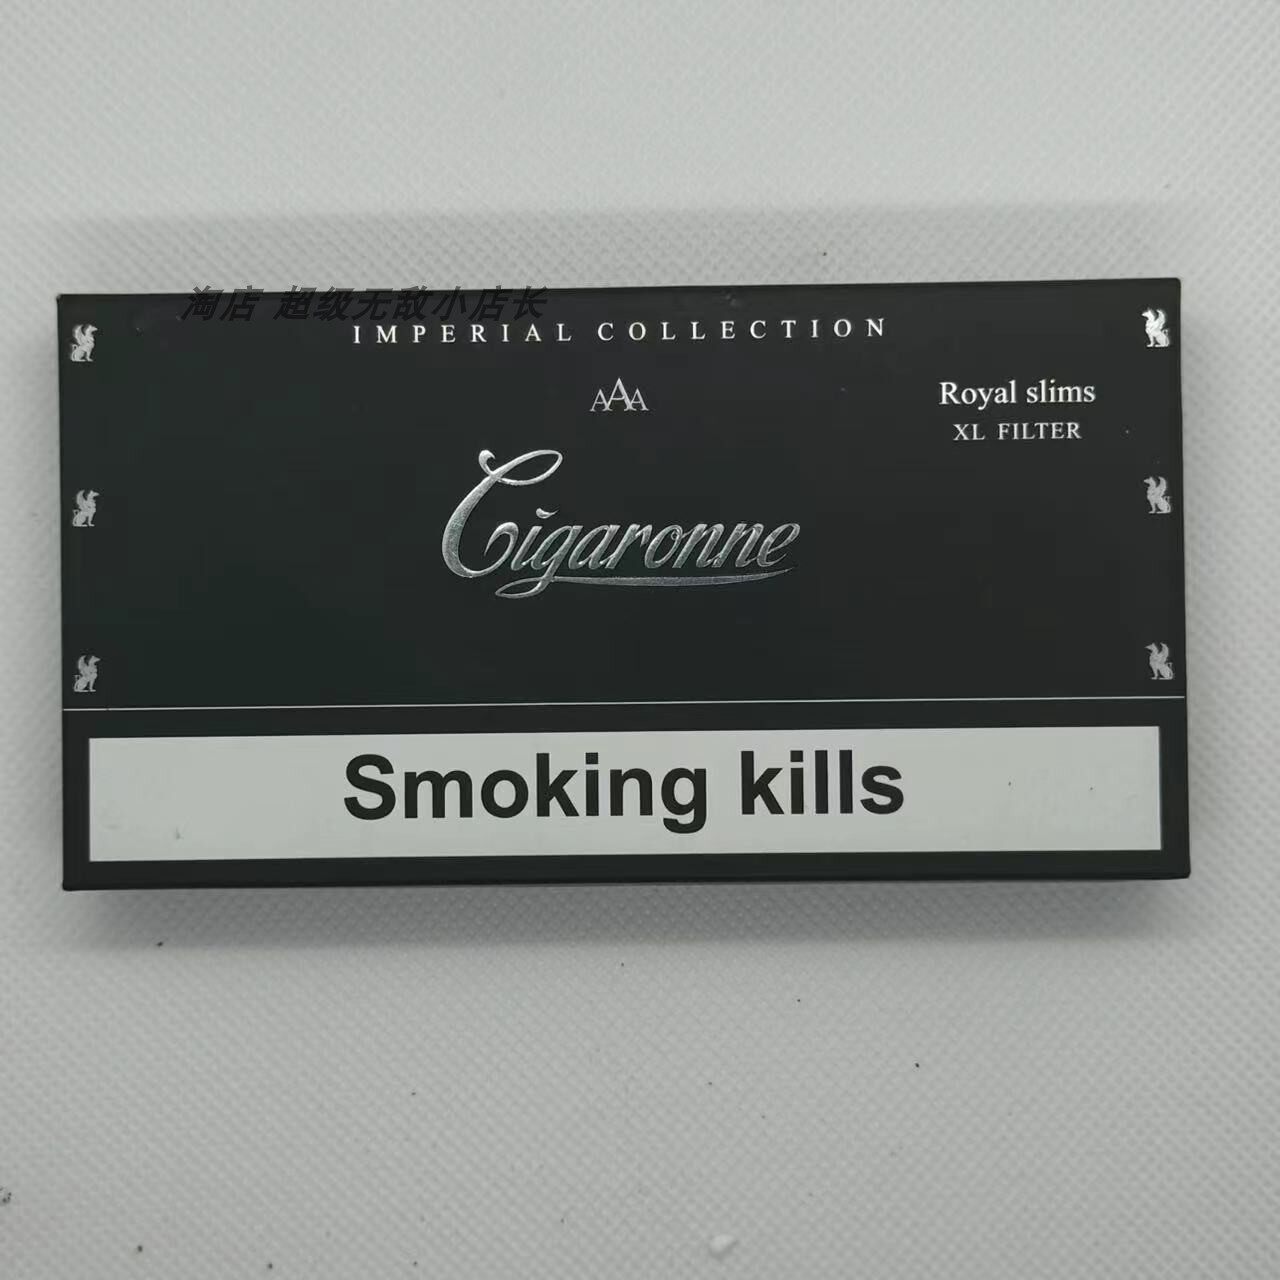 淘店 超级无敌小店长
IMPERIAL COLLECTION
AAA
Royal slims
XL FILTER
Cigaronne
Smoking kills